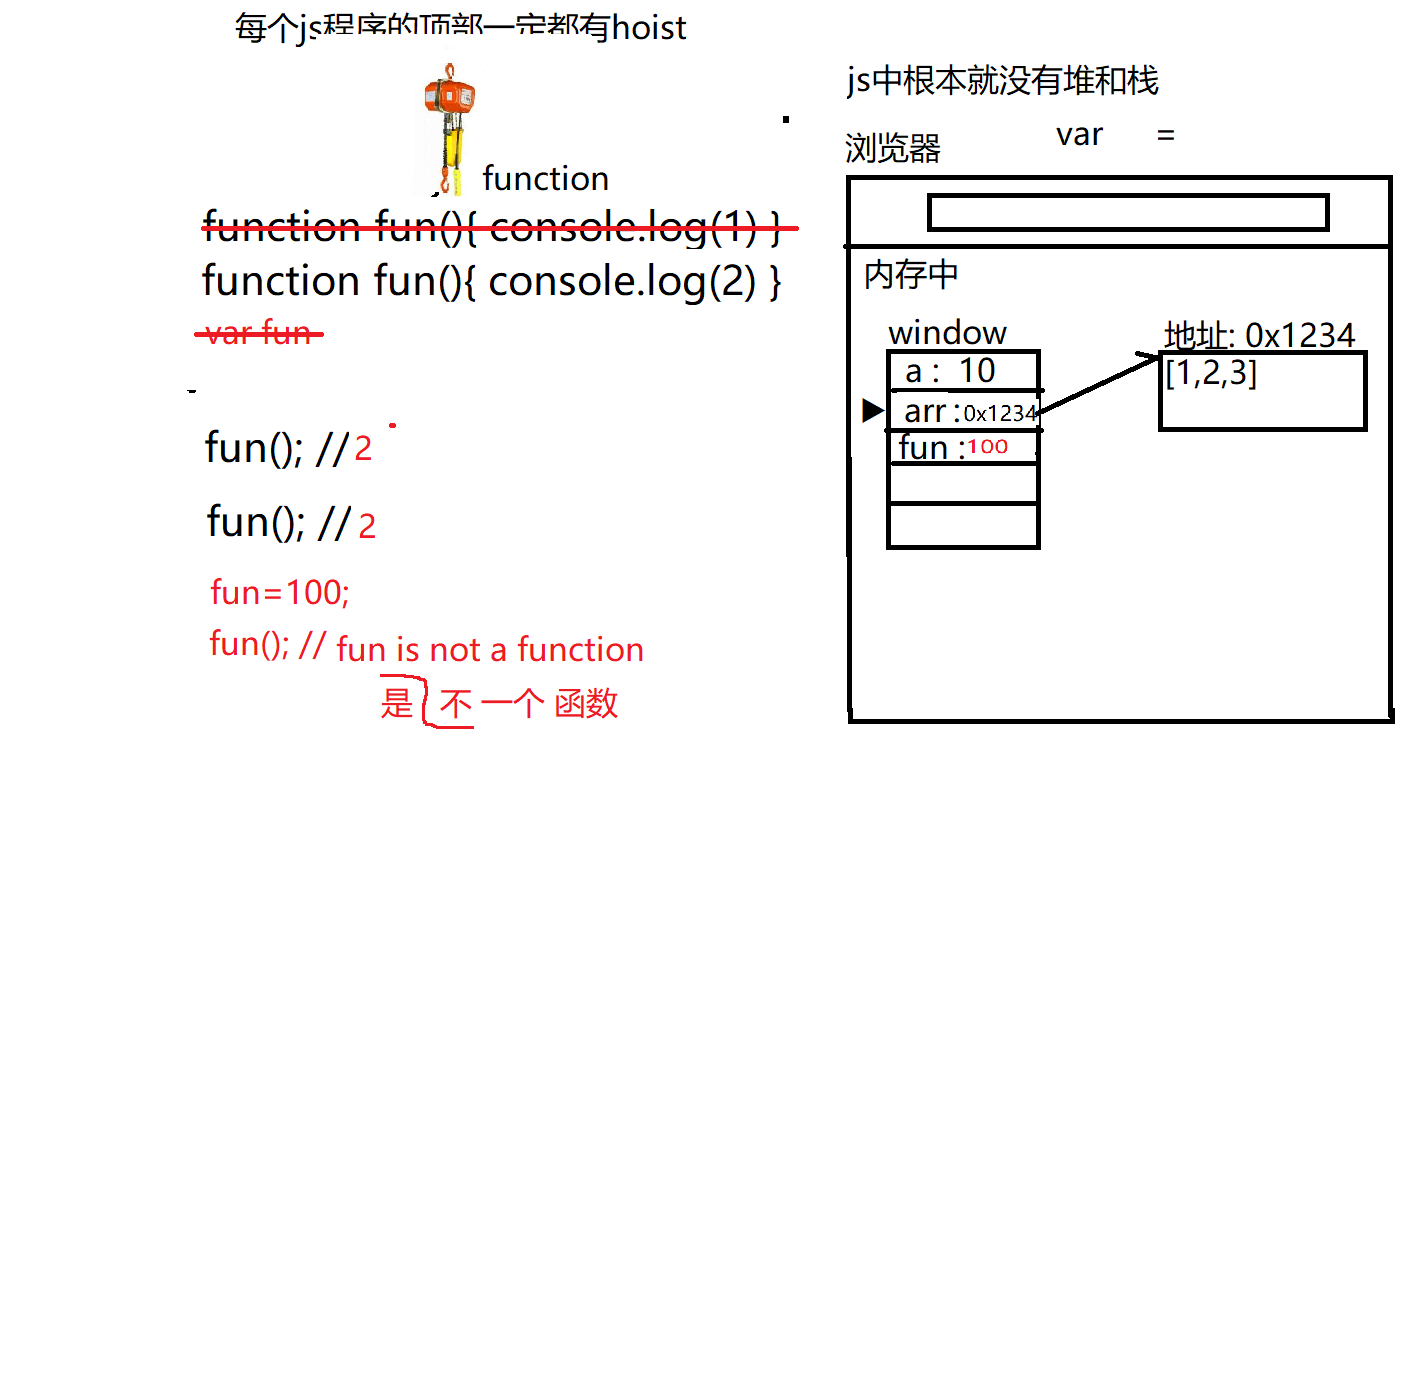 每个js程序的顶部一定都有hoist
function
function fun(){ console.log(1) }
function fun(){ console.log(2) }
var fun
fun(); //2
fun(); //2
fun=100;
fun(); // fun is not a function
是 不 一个 函数
js中根本就没有堆和栈
var =
浏览器
内存中
window
a : 10
arr :0x1234
fun :100
地址: 0x1234
[1,2,3]